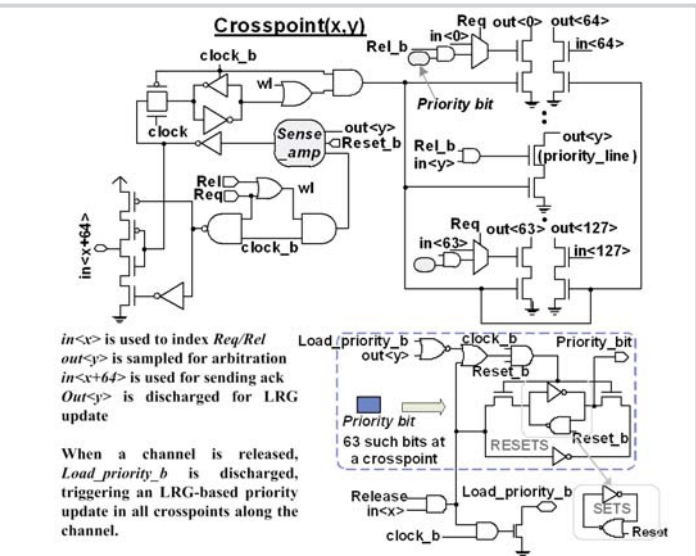 Crosspoint(x,y)
Req out<0> out<64>
in<0>
in<64>
Rel_b
clock_b
wl
Priority bit
clock
Sense
_amp
out<y>
Reset_b
out<y>
(priority_line)
Rel_b
in<y>
Rel
Req
wl
clock_b
in<x+64>
Req out<63> out<127>
in<63>
in<127>
in<x> is used to index Req/Rel
out<y> is sampled for arbitration
in<x+64> is used for sending ack
Out<y> is discharged for LRG
update
When a channel is released,
Load_priority_b is discharged,
triggering an LRG-based priority
update in all crosspoints along the
channel.
Load_priority_b
out<y>
clock_b
Priority_bit
Reset_b
Priority bit
63 such bits at
a crosspoint
RESETS
Reset_b
Release
in<x>
Load_priority_b
clock_b
SETS
Reset